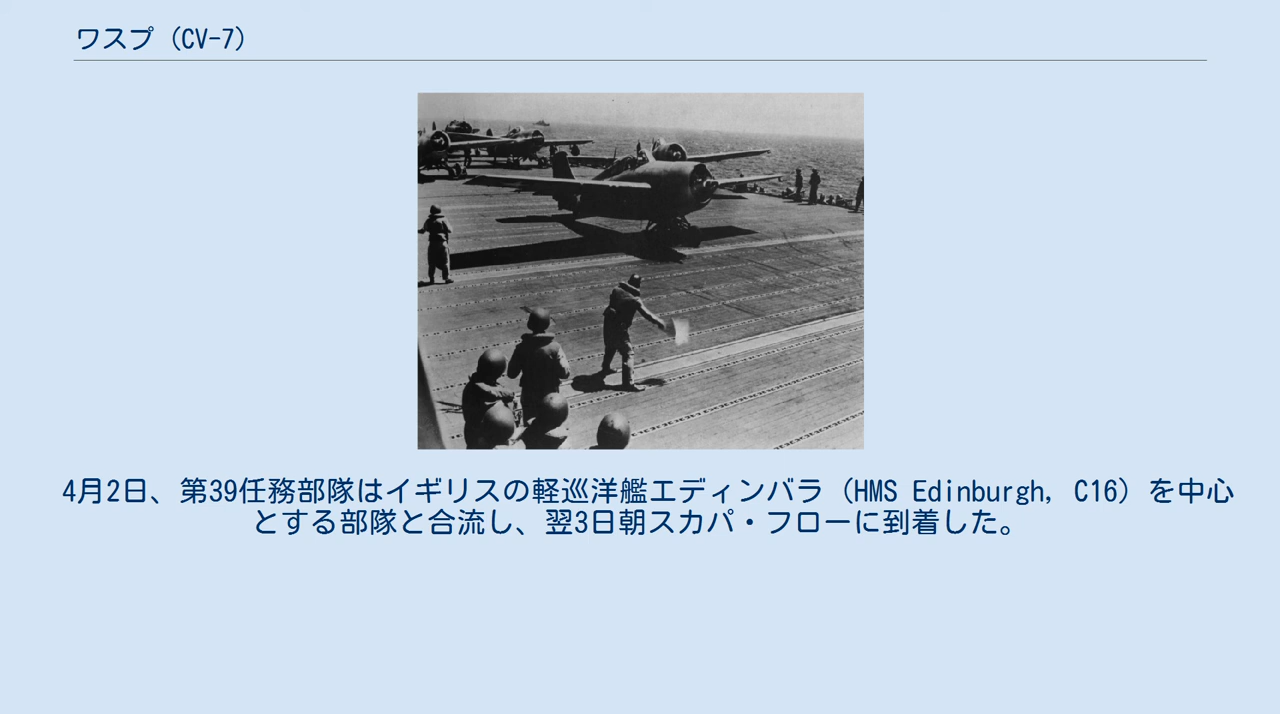 ワスプ（CV-7）
4月2日、第39任務部隊はイギリスの軽巡洋艦エディンバラ（HMS Edinburgh, C16）を中心
とする部隊と合流し、翌3日朝スカパ・フローに到着した。